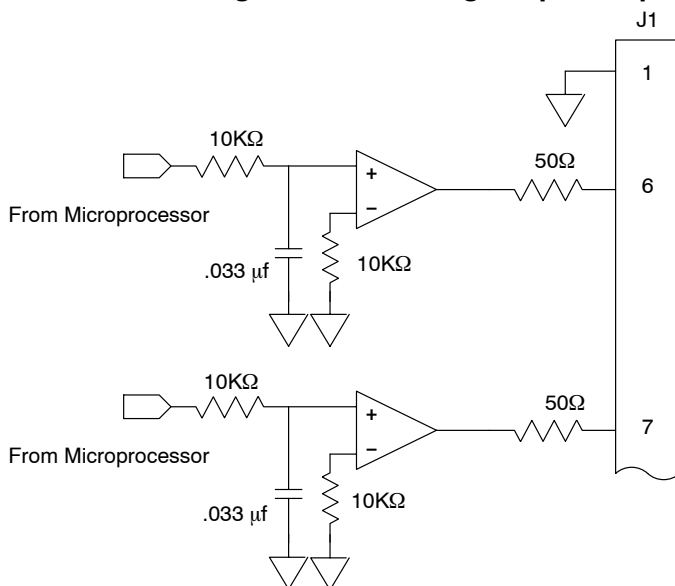 J1
1
10KΩ
50Ω
+
6
From Microprocessor
−
.033 μf
10KΩ
10KΩ
50Ω
+
7
From Microprocessor
−
.033 μf
10KΩ